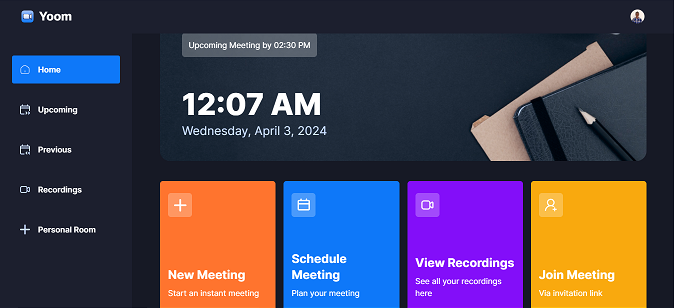 Yoom
Home
Upcoming
Previous
Recordings
Personal Room
Upcoming Meeting by 02:30 PM
12:07 AM
Wednesday, April 3, 2024
New Meeting
Start an instant meeting
Schedule
Meeting
Plan your meeting
View Recordings
See all your recordings
here
Join Meeting
Via invitation link